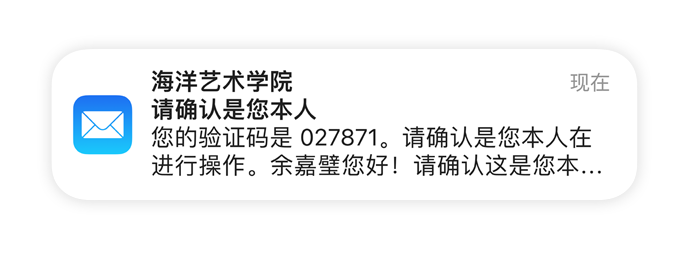 海洋艺术学院
现在
请确认是您本人
您的验证码是 027871。请确认是您本人在
进行操作。余嘉璧您好！请确认这是您本...